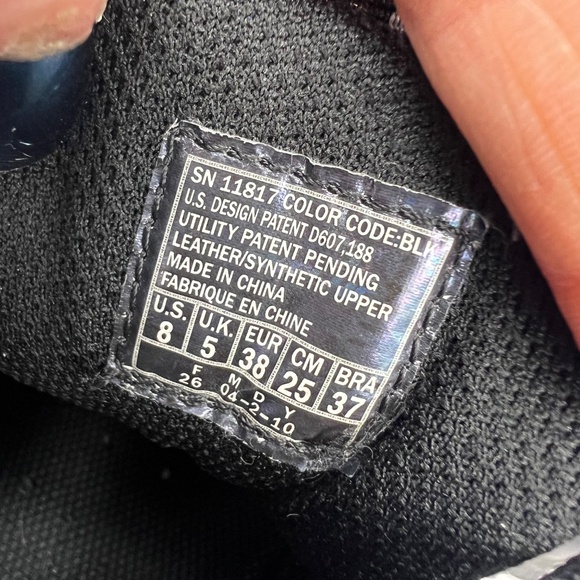 SN 11817 COLOR CODE:BLK
U.S. DESIGN PATENT D607,188
UTILITY PATENT PENDING
LEATHER/SYNTHETIC UPPER
MADE IN CHINA
FABRIQUE EN CHINE
U.S. U.K. EUR CM BRA
8 5 38 25 37
F M D Y
26 04-2-10